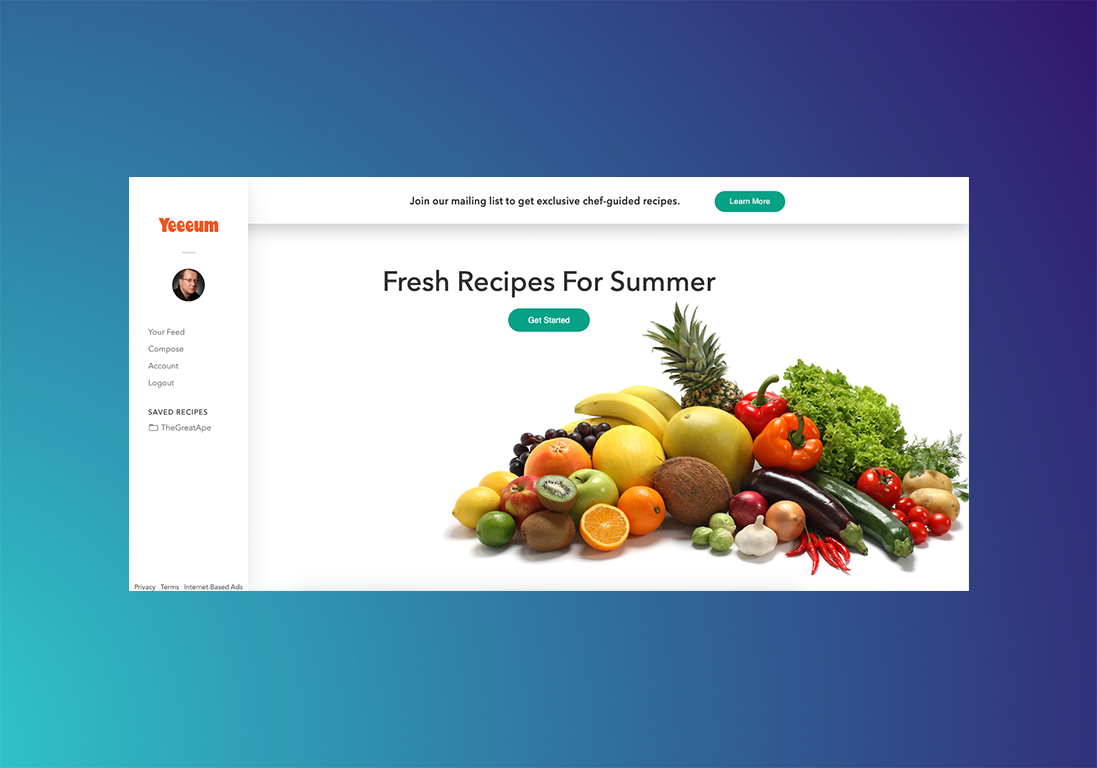 Yeeeum
Your Feed
Compose
Account
Logout
SAVED RECIPES
TheGreatApe
Privacy Terms Internet-Based Ads
Join our mailing list to get exclusive chef-guided recipes.
Learn More
Fresh Recipes For Summer
Get Started